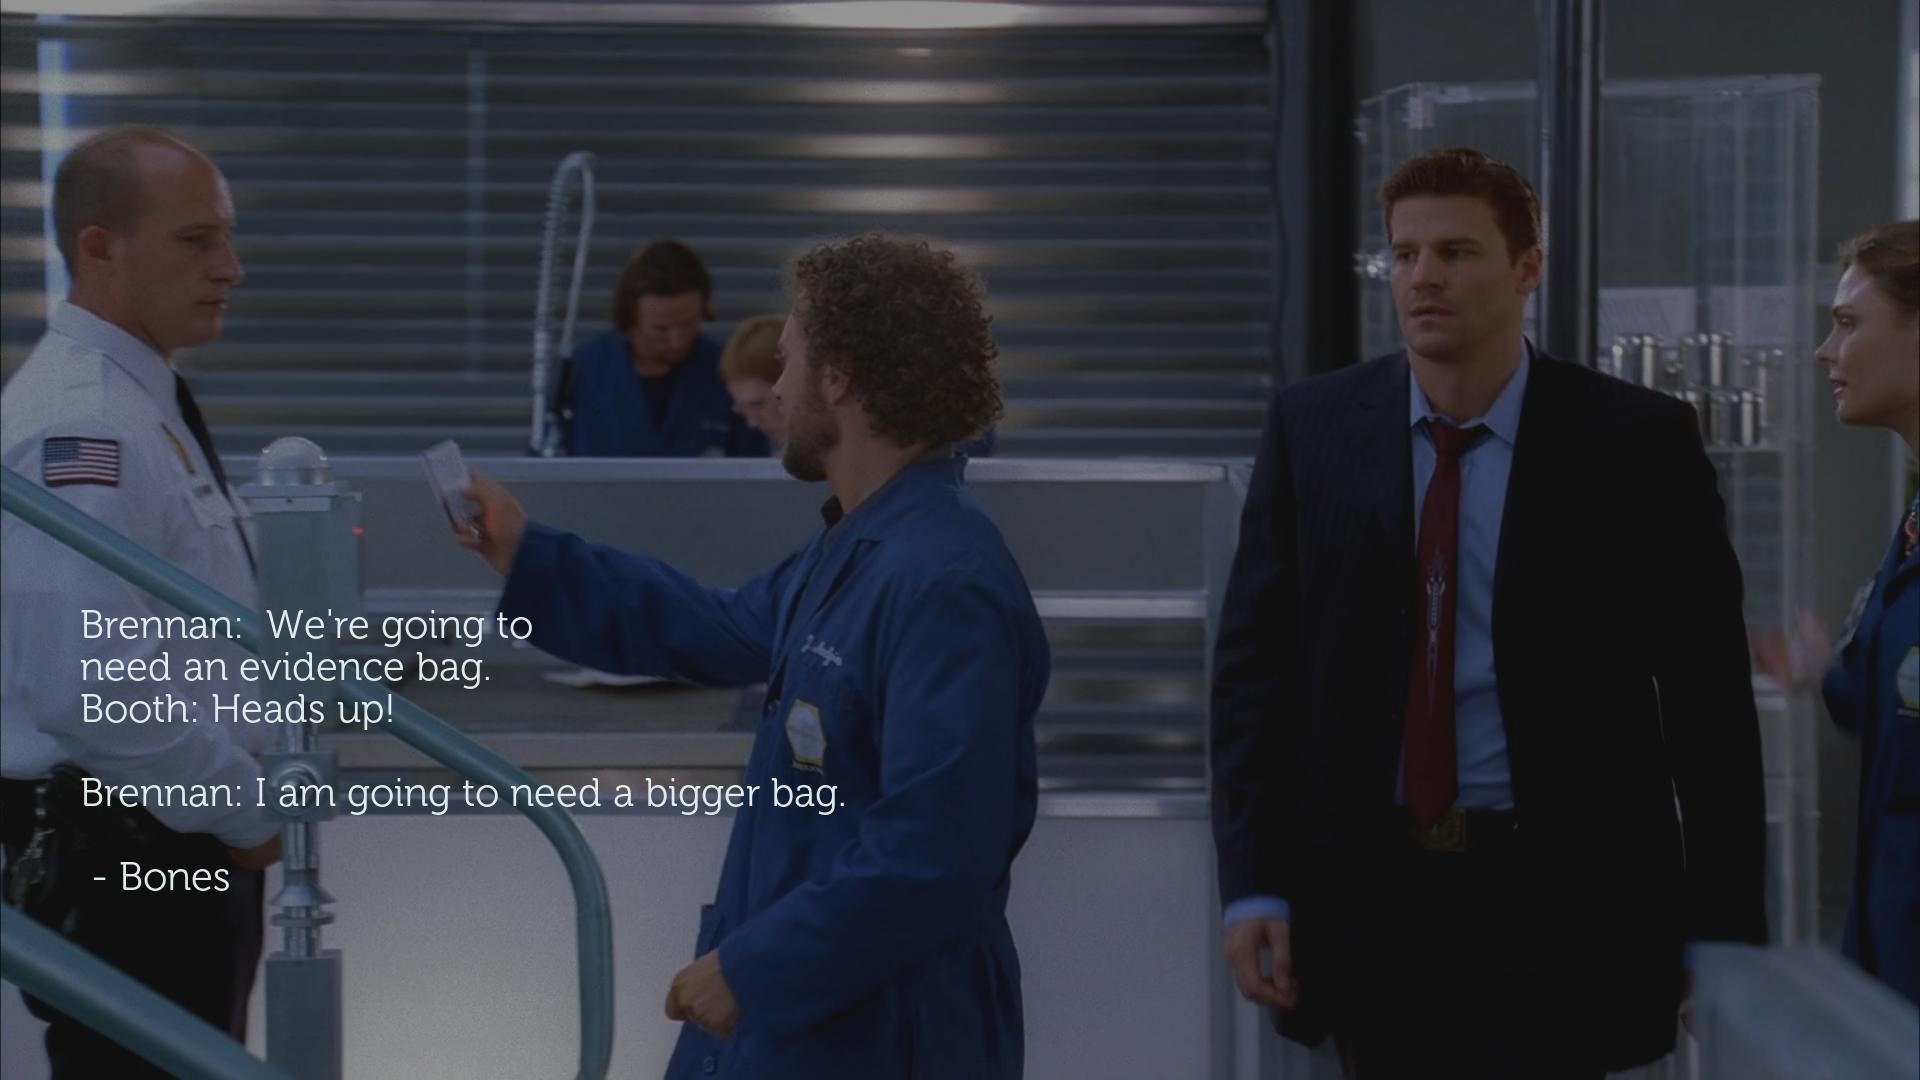 Brennan:  We're going to
need an evidence bag.
Booth: Heads up!
Brennan: I am going to need a bigger bag.
- Bones